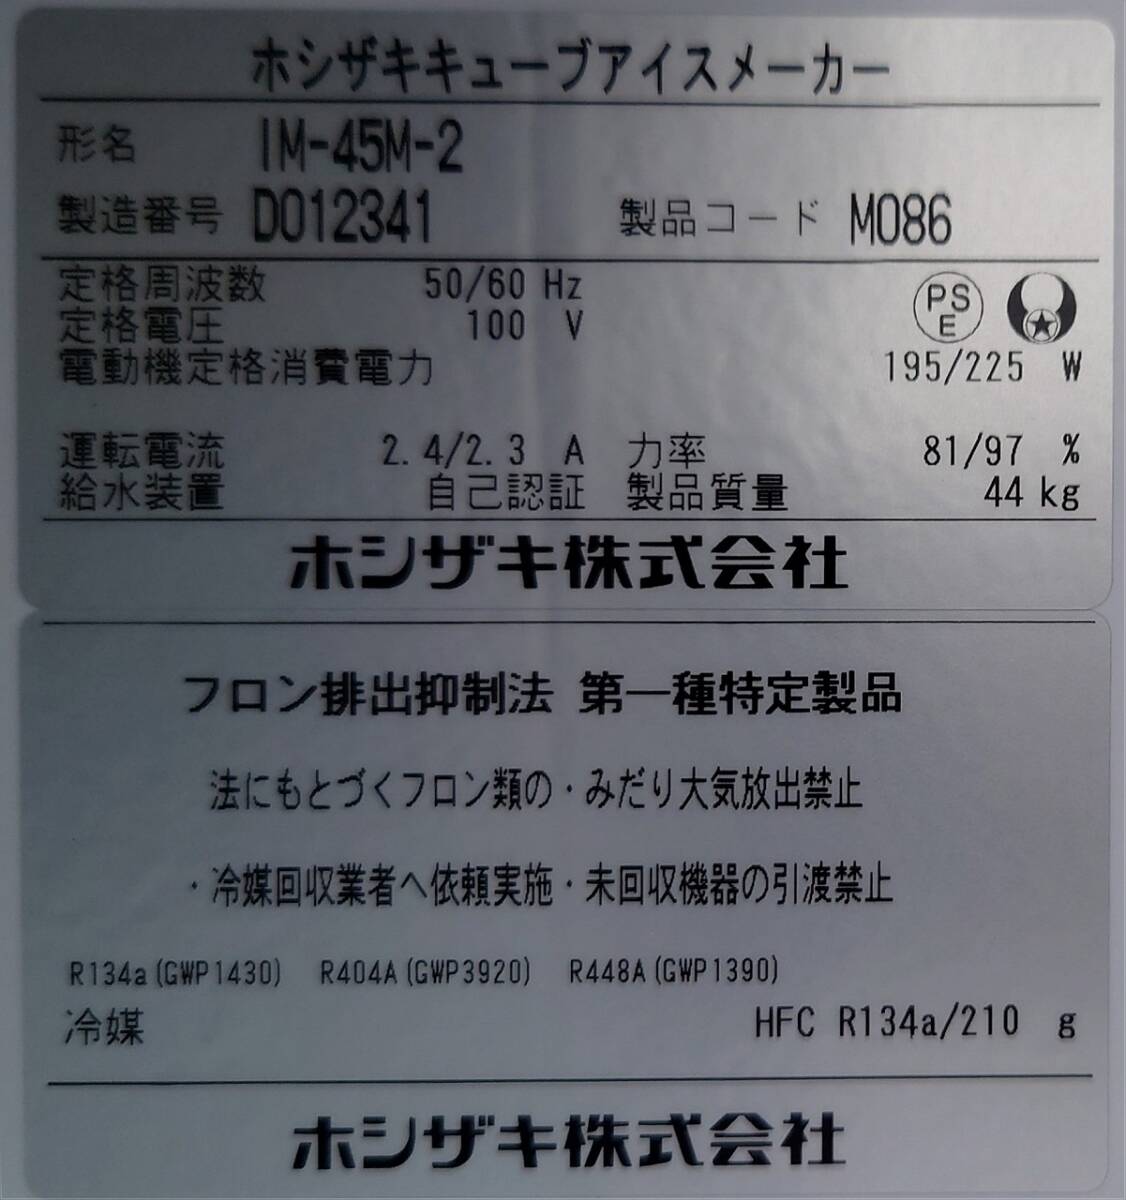 ホシザキキューブアイスメーカー
形名 IM-45M-2
製造番号 D012341 製品コード M086
定格周波数 50/60 Hz
PSE
定格電圧 100 V
電動機定格消費電力 195/225 W
運転電流 2.4/2.3 A 力率 81/97 %
給水装置 自己認証 製品質量 44 kg
ホシザキ株式会社
フロン排出抑制法 第一種特定製品
法にもとづくフロン類の・みだり大気放出禁止
・冷媒回収業者へ依頼実施・未回収機器の引渡禁止
R134a(GWP1430) R404A(GWP3920) R448A(GWP1390)
冷媒 HFC R134a/210 g
ホシザキ株式会社